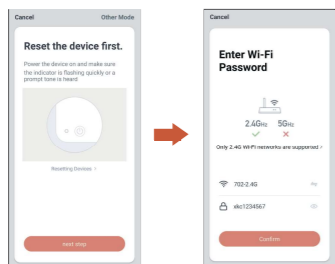 Cancel Other Mode
Reset the device first.
Power the device on and make sure
the indicator is flashing quickly or a
prompt tone is heard
Resetting Devices >
next step
Cancel
Enter Wi-Fi
Password
2.4GHz 5GHz
Only 2.4G Wi-Fi networks are supported >
702-2.4G
xkc1234567
Confirm